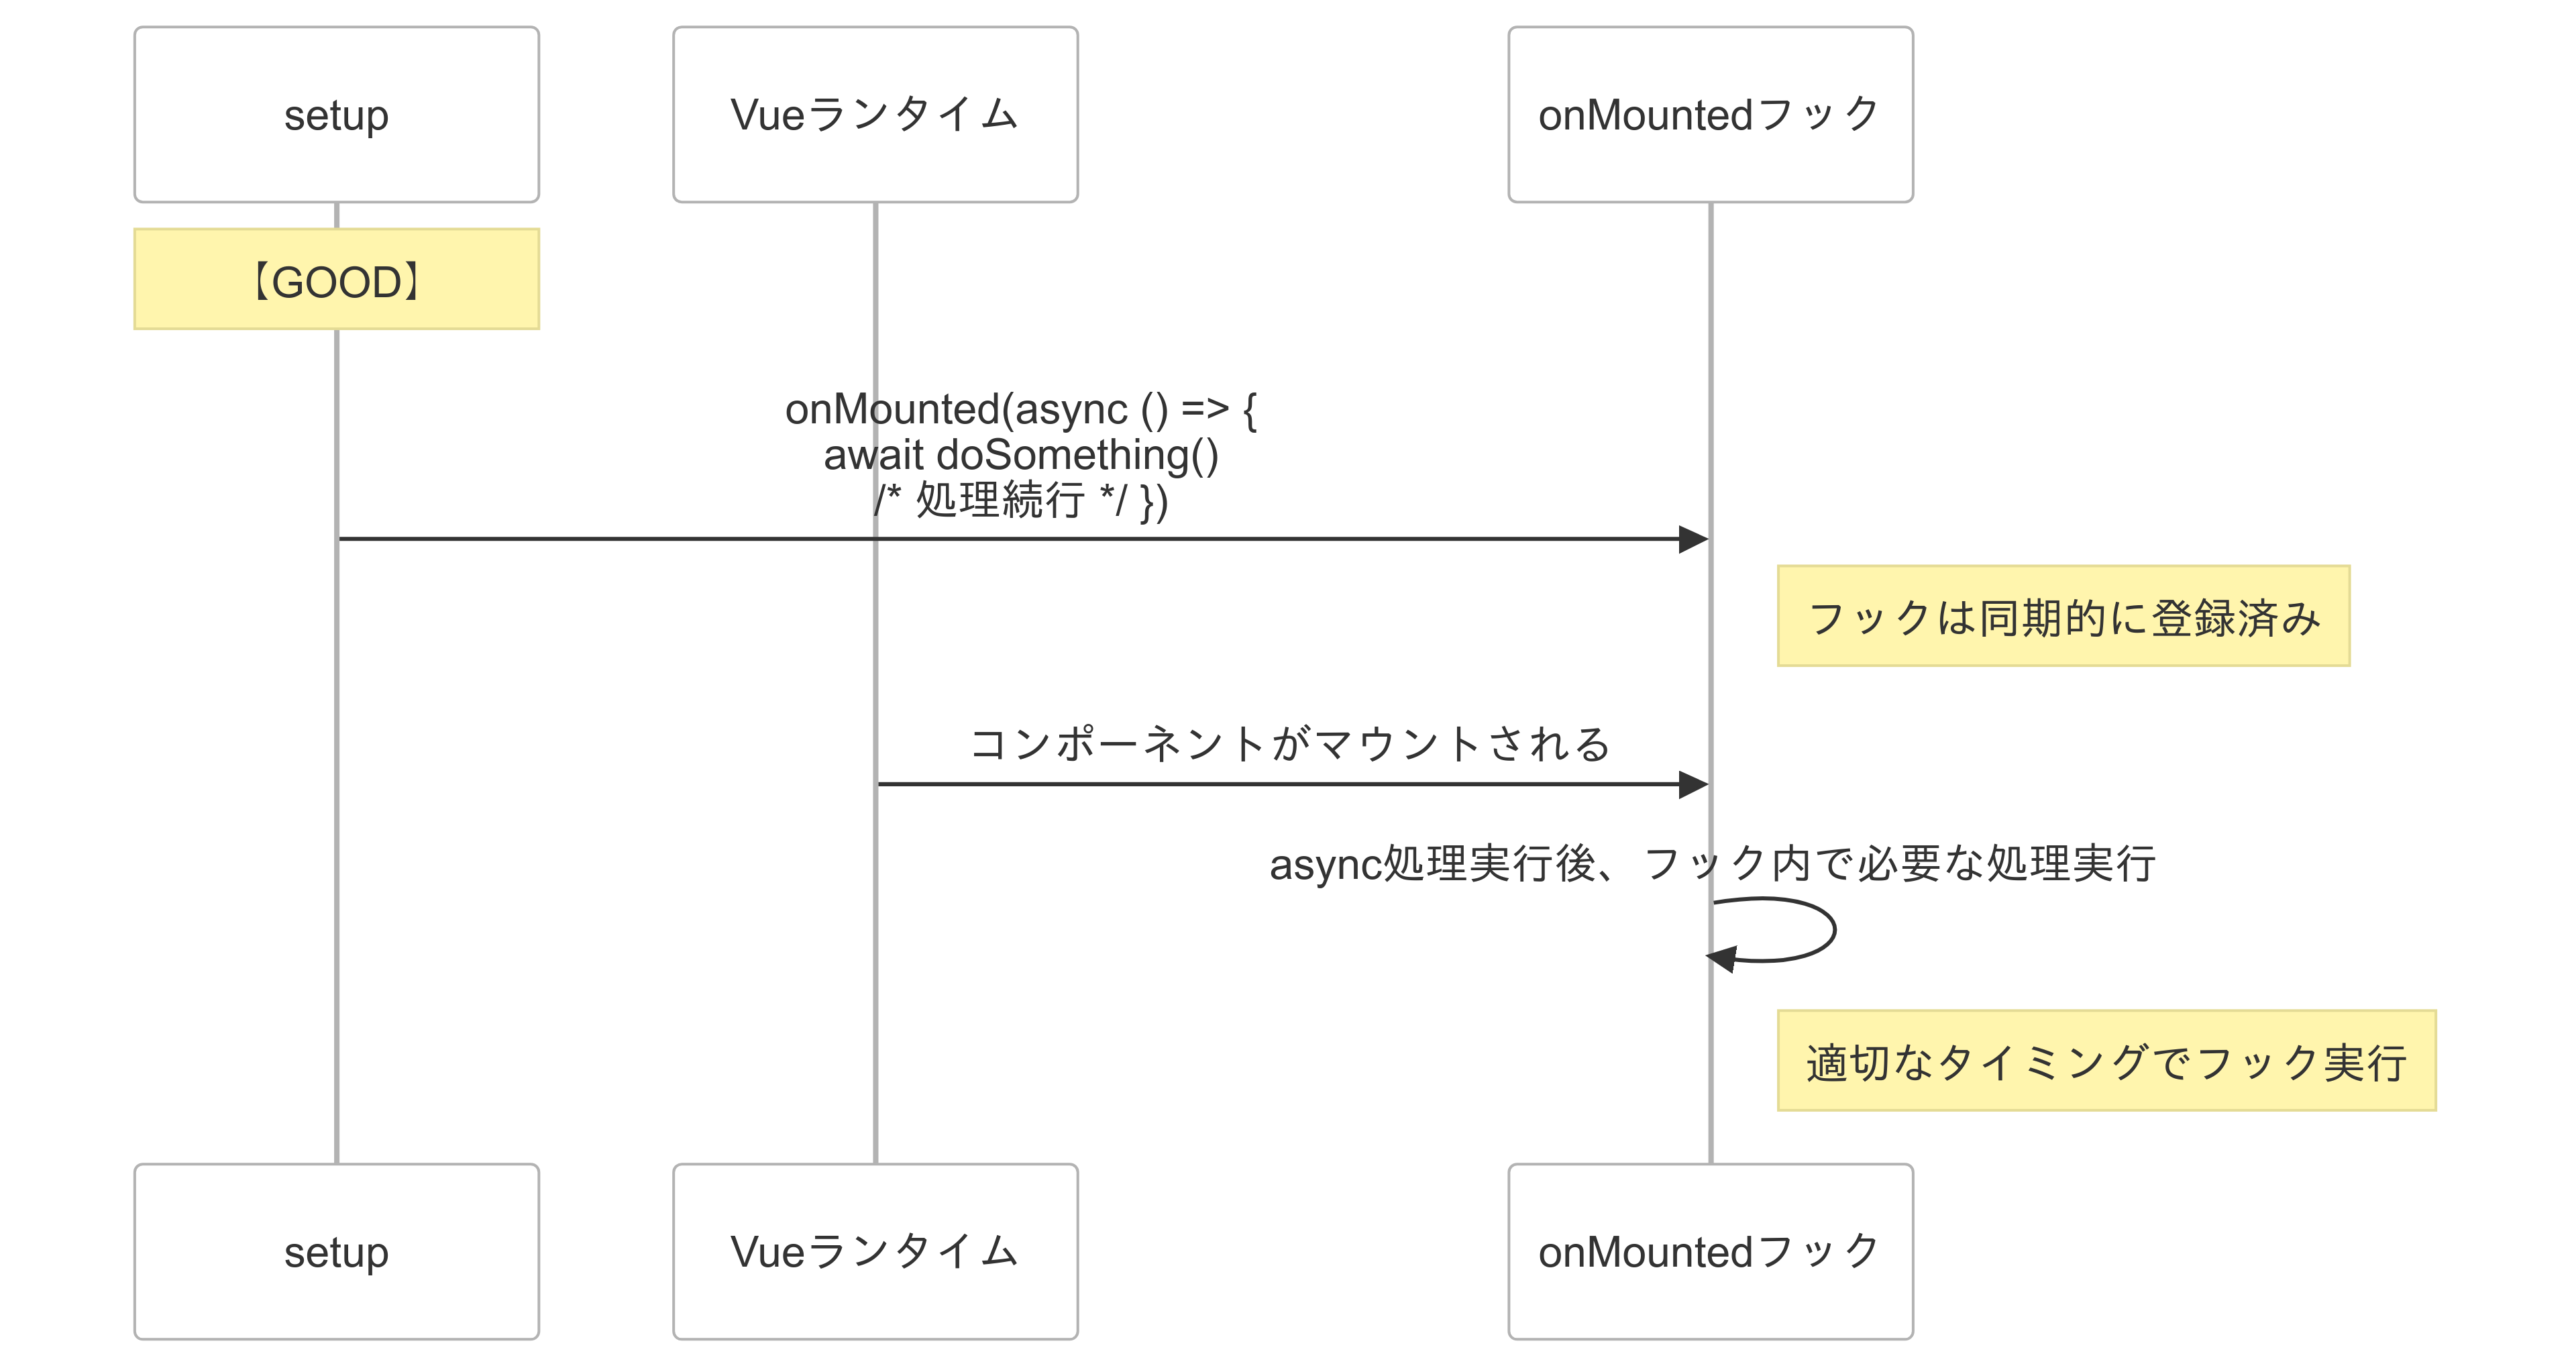 setup
Vueランタイム
onMountedフック
【GOOD】
onMounted(async () => {
await doSomething()
/* 処理続行 */ })
フックは同期的に登録済み
コンポーネントがマウントされる
async処理実行後、フック内で必要な処理実行
適切なタイミングでフック実行
setup
Vueランタイム
onMountedフック